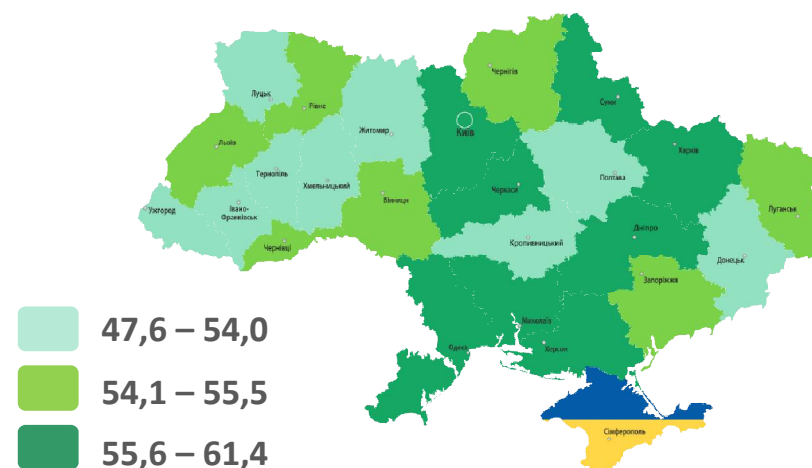 Чернігів
Луцьк
Рівне
Суми
Київ
Житомир
Львів
Харків
Тернопіль
Полтава
Хмельницький
Черкаси
Вінниця
Ужгород
Івано-
Франківськ
Луганськ
Дніпро
Чернівці
Кропивницький
Донецьк
Запоріжжя
Миколаїв
Одеса
Херсон
Сімферополь
47,6 – 54,0
54,1 – 55,5
55,6 – 61,4